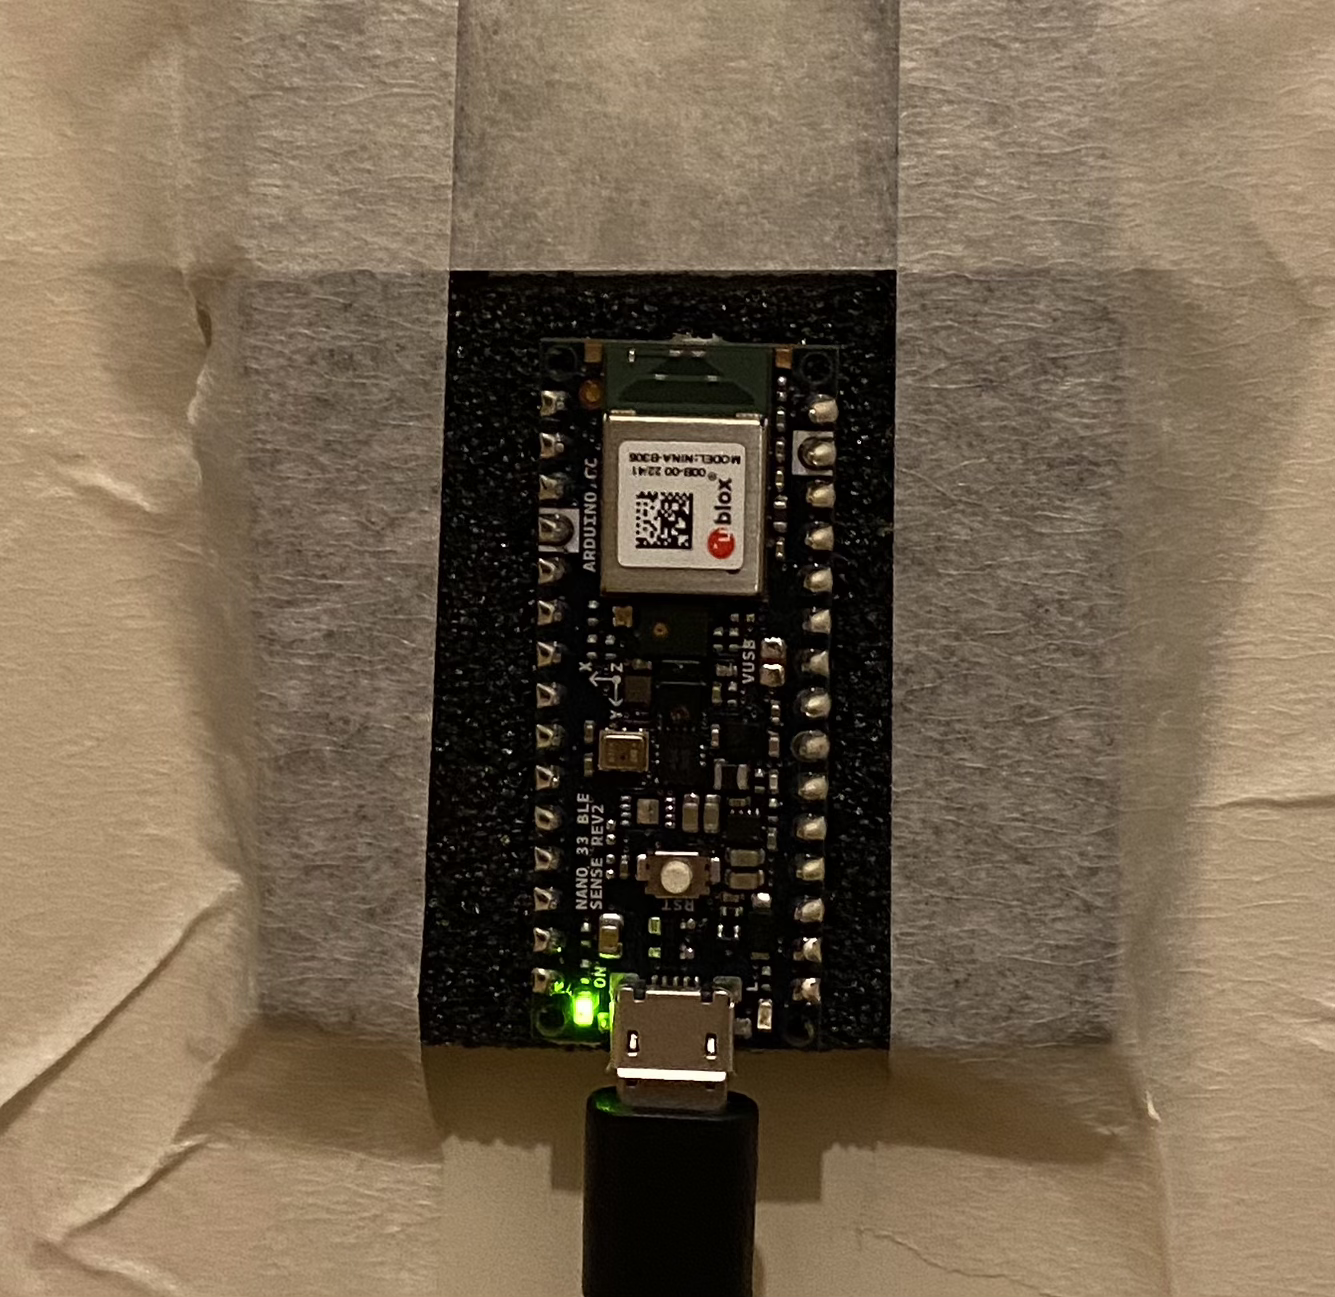 MODEL:NINA-B306
00B-00 22/41
ublox®
ARDUINO.CC
X
Z
Y
VUSB
NANO 33 BLE
SENSE REV2
RST
ON
L